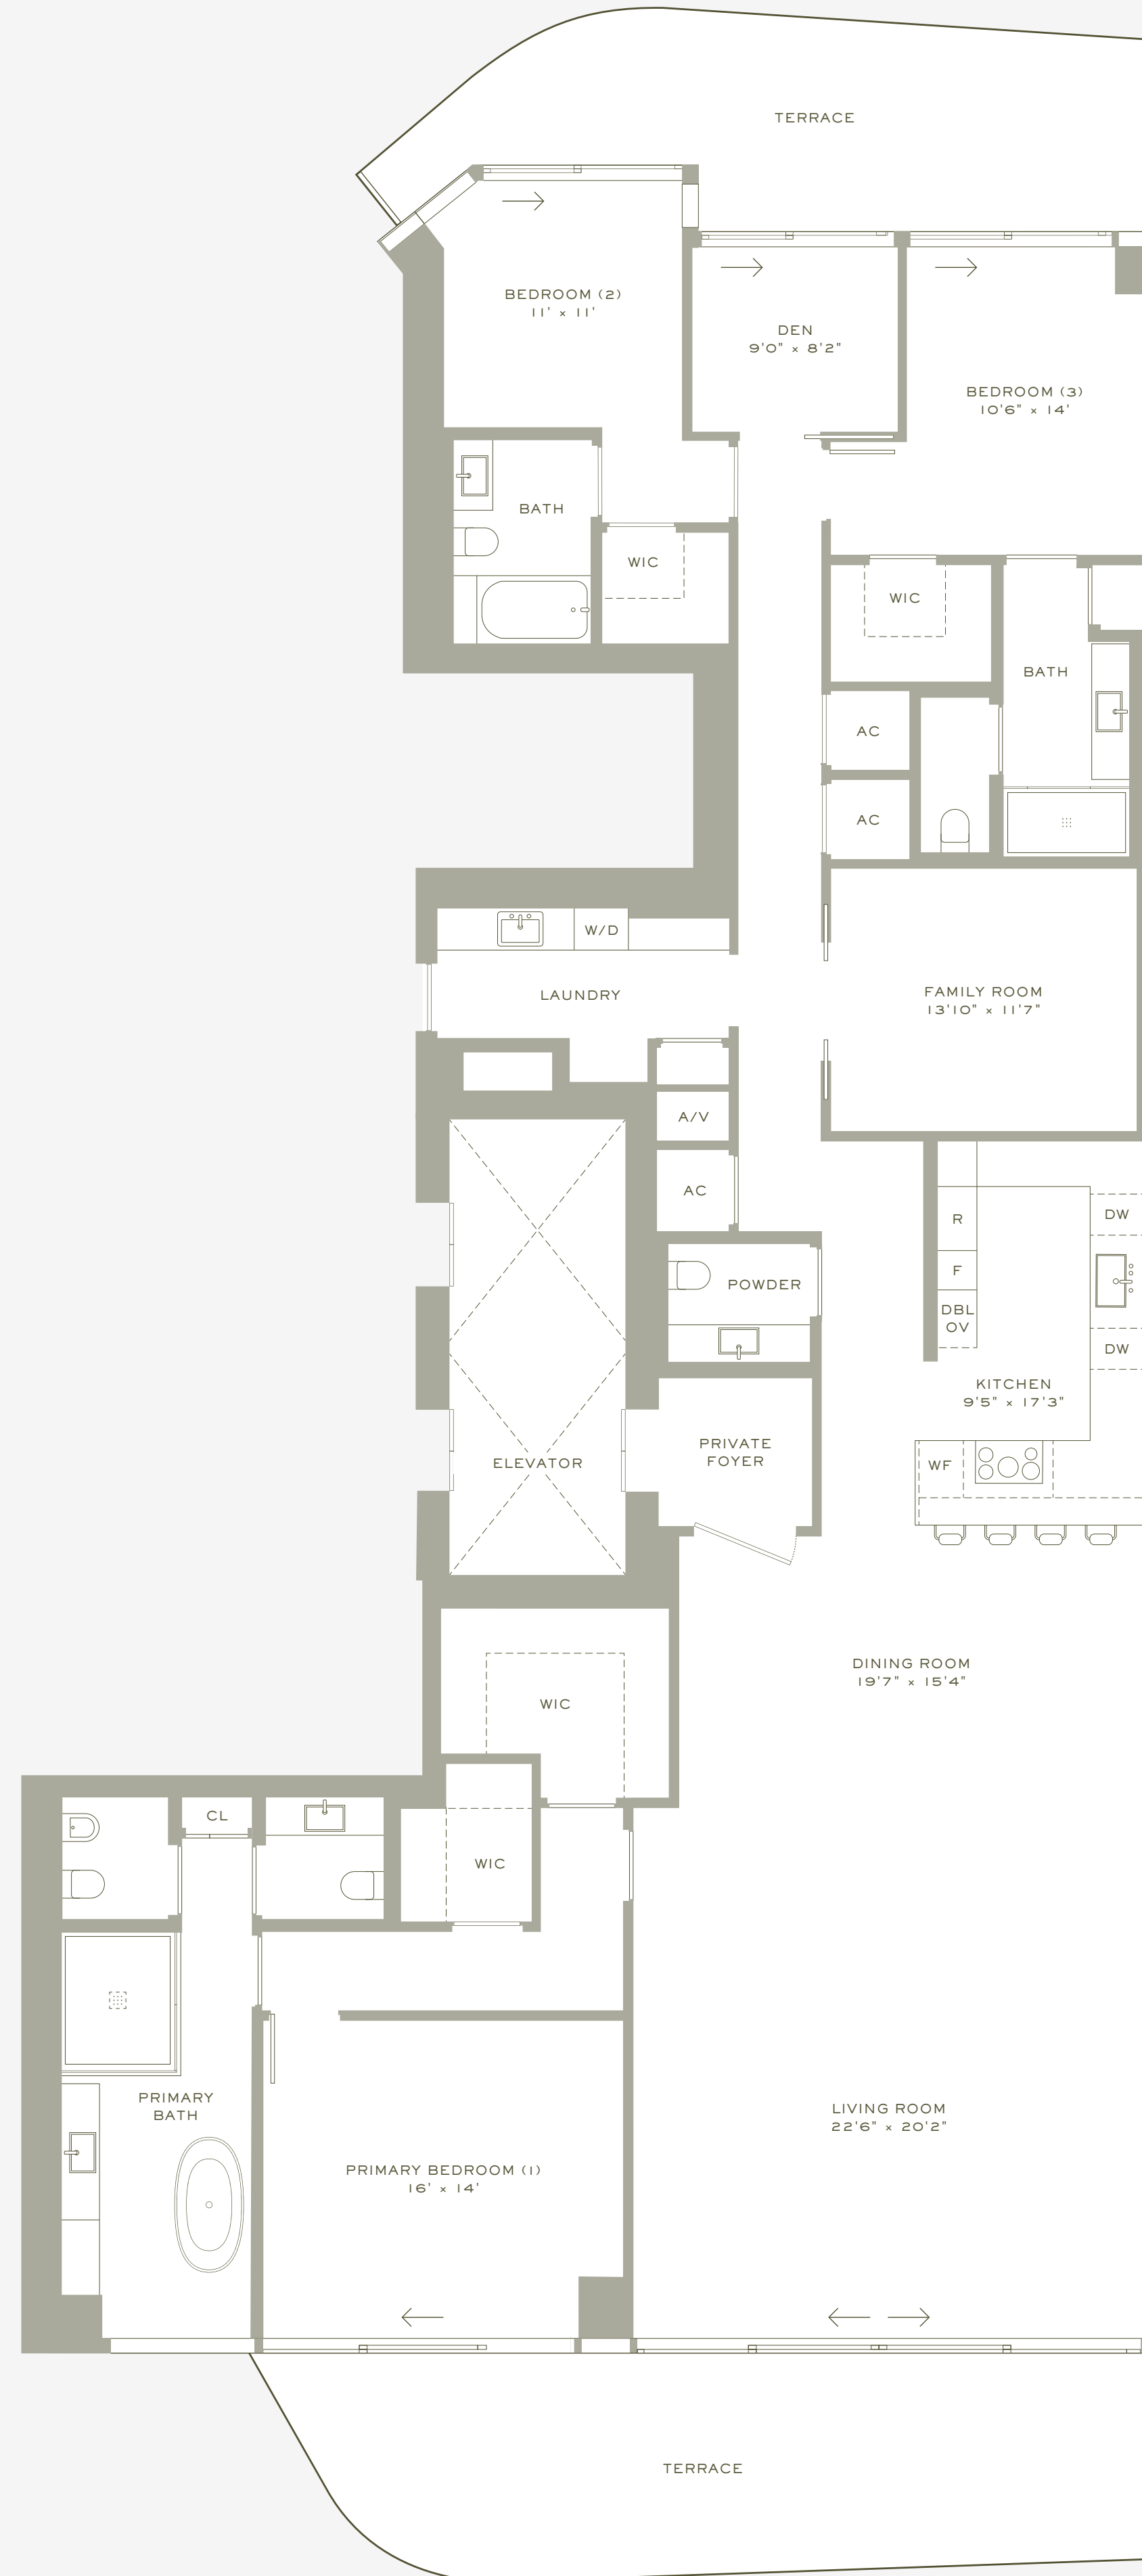 TERRACE
BEDROOM (2)
11' × 11'
DEN
9'0" × 8'2"
BEDROOM (3)
10'6" × 14'
BATH
WIC
WIC
BATH
AC
AC
W/D
LAUNDRY
FAMILY ROOM
13'10" × 11'7"
A/V
AC
R
DW
F
POWDER
DBL
OV
DW
KITCHEN
9'5" × 17'3"
PRIVATE
FOYER
ELEVATOR
WF
DINING ROOM
19'7" × 15'4"
WIC
CL
WIC
PRIMARY
BATH
LIVING ROOM
22'6" × 20'2"
PRIMARY BEDROOM (1)
16' × 14'
TERRACE